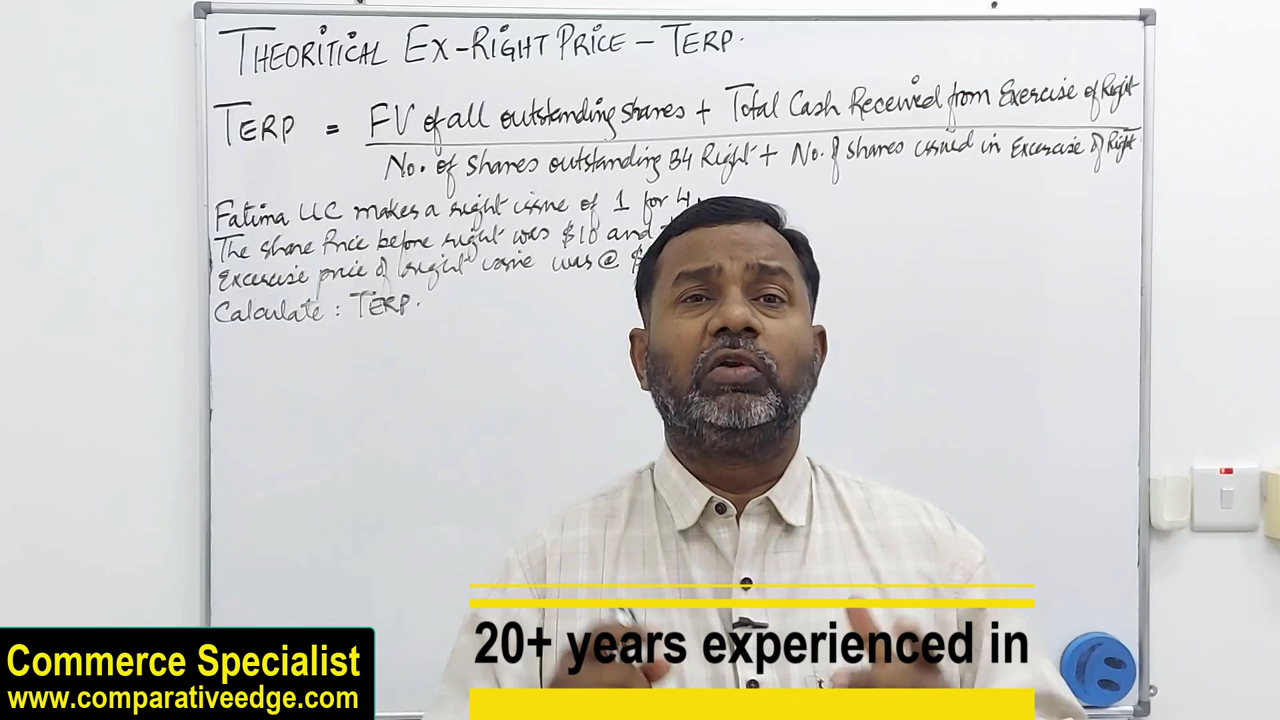 THEORITICAL EX-RIGHT PRICE - TERP.
TERP = FV of all outstanding shares + Total Cash Received from Exercise of Right
No. of shares outstanding B4 Right + No. of shares issued in Excercise of Right
Fatima LLC makes a right issue of 1 for 4.
The share Price before right was $10 and
Excercise price of right issue was @ $
Calculate : TERP.
20+ years experienced in
Commerce Specialist
www.comparativeedge.com